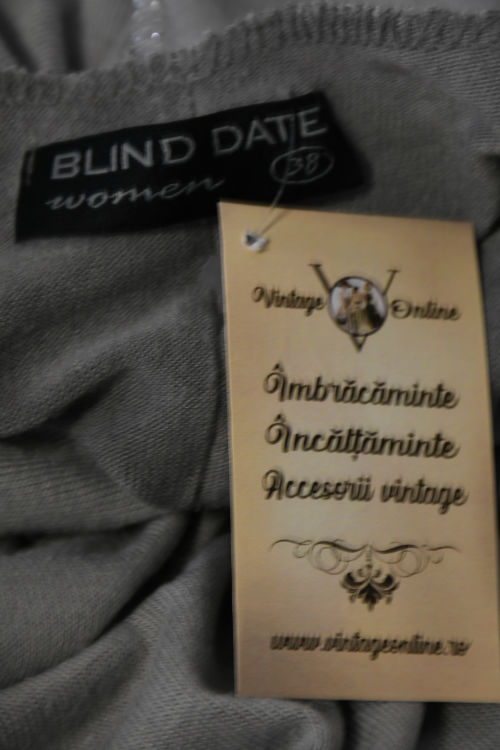 BLIND DATE
women 38
Vintage V Online
Îmbrăcăminte
Încălțăminte
Accesorii vintage
www.vintageonline.ro